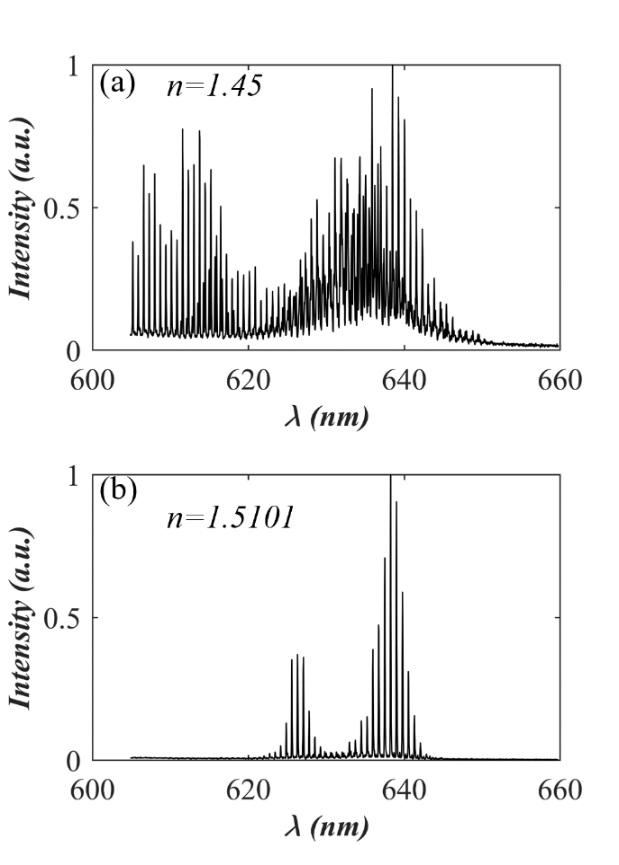 (a) n=1.45
1
0.5
0
Intensity (a.u.)
600 620 640 660
λ (nm)
(b) n=1.5101
1
0.5
0
Intensity (a.u.)
600 620 640 660
λ (nm)